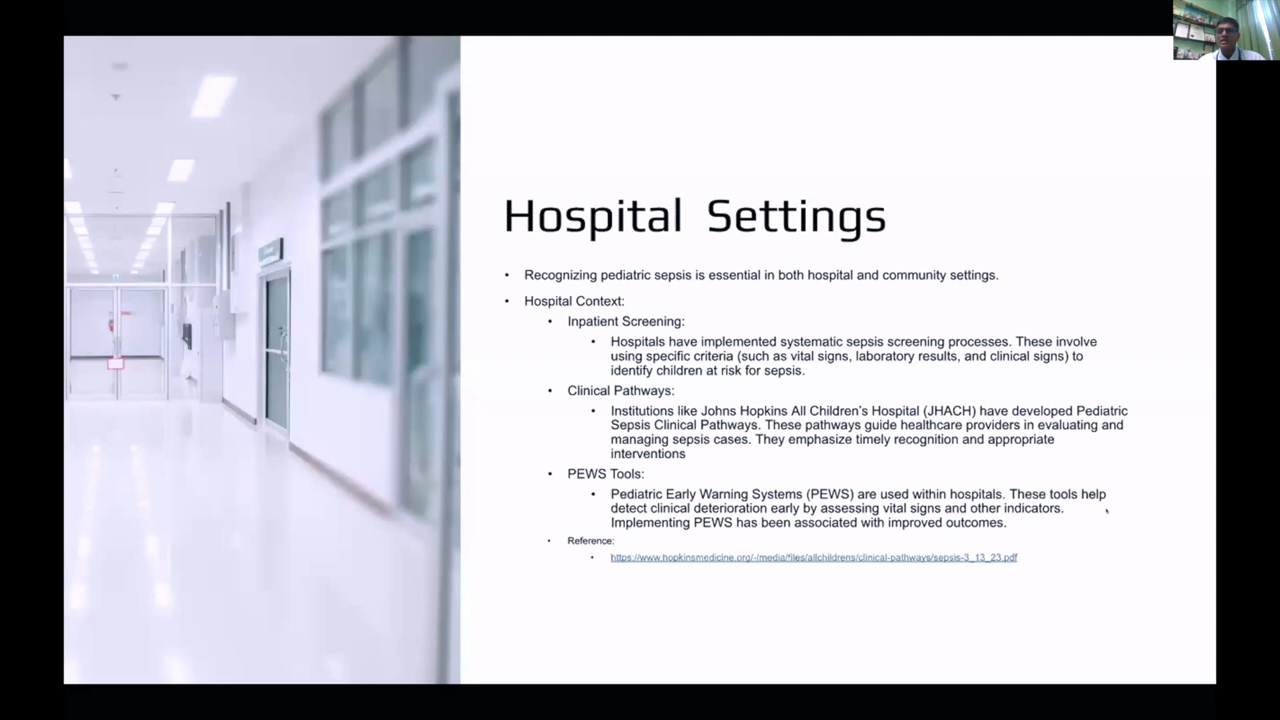 Hospital Settings
• Recognizing pediatric sepsis is essential in both hospital and community settings.
• Hospital Context:
• Inpatient Screening:
• Hospitals have implemented systematic sepsis screening processes. These involve
using specific criteria (such as vital signs, laboratory results, and clinical signs) to
identify children at risk for sepsis.
• Clinical Pathways:
• Institutions like Johns Hopkins All Children's Hospital (JHACH) have developed Pediatric
Sepsis Clinical Pathways. These pathways guide healthcare providers in evaluating and
managing sepsis cases. They emphasize timely recognition and appropriate
interventions
• PEWS Tools:
• Pediatric Early Warning Systems (PEWS) are used within hospitals. These tools help
detect clinical deterioration early by assessing vital signs and other indicators.
Implementing PEWS has been associated with improved outcomes.
• Reference:
• https://www.hopkinsmedicine.org/-/media/files/allchildrens/clinical-pathways/sepsis-3_13_23.pdf